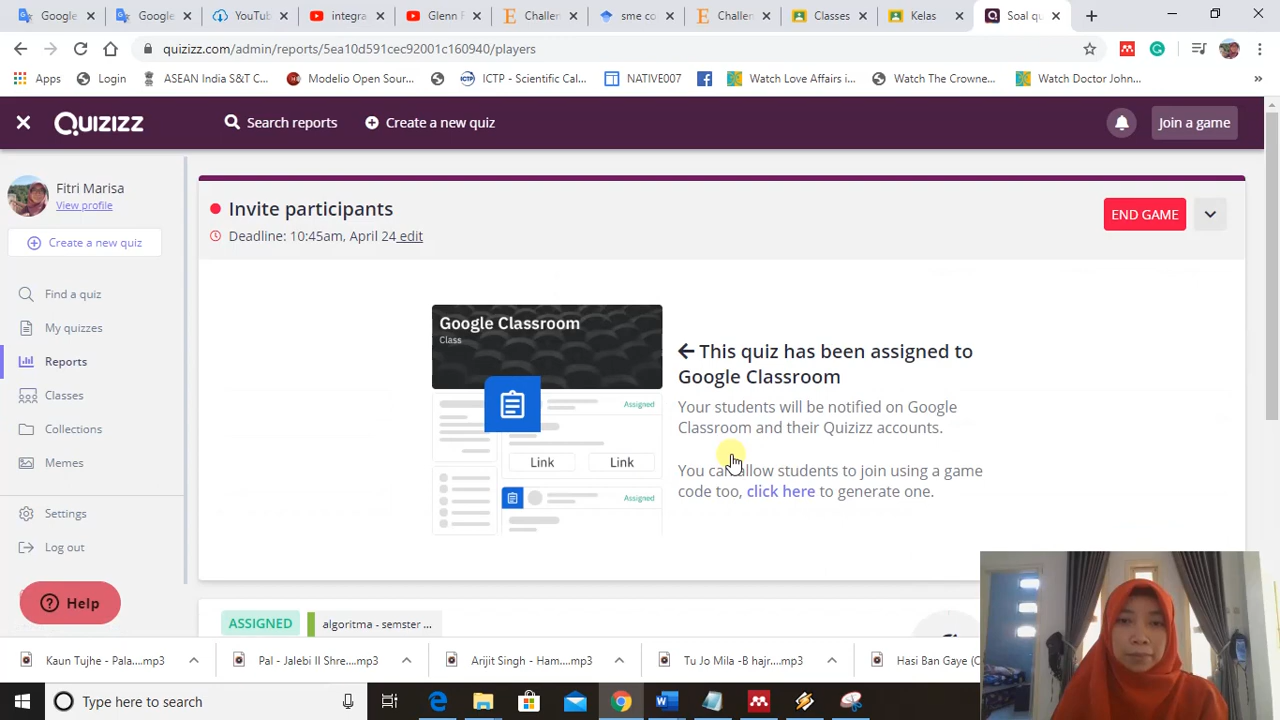 Google
Google
YouTub
integra
Glenn F
Challen
sme co
Challen
Classes
Kelas
Soal qu
quizizz.com/admin/reports/5ea10d591cec92001c160940/players
Apps
Login
ASEAN India S&T C...
Modelio Open Sour...
ICTP - Scientific Cal...
NATIVE007
Watch Love Affairs i...
Watch The Crowne...
Watch Doctor John...
Quizizz
Search reports
Create a new quiz
Join a game
Fitri Marisa
View profile
Create a new quiz
Find a quiz
My quizzes
Reports
Classes
Collections
Memes
Settings
Log out
Help
Invite participants
Deadline: 10:45am, April 24 edit
END GAME
Google Classroom
Class
Assigned
Link
Link
Assigned
This quiz has been assigned to
Google Classroom
Your students will be notified on Google
Classroom and their Quizizz accounts.
You can allow students to join using a game
code too, click here to generate one.
ASSIGNED
algoritma - semster ...
Kaun Tujhe - Pala....mp3
Pal - Jalebi II Shre....mp3
Arijit Singh - Ham....mp3
Tu Jo Mila -B hajr....mp3
Hasi Ban Gaye (C
Type here to search